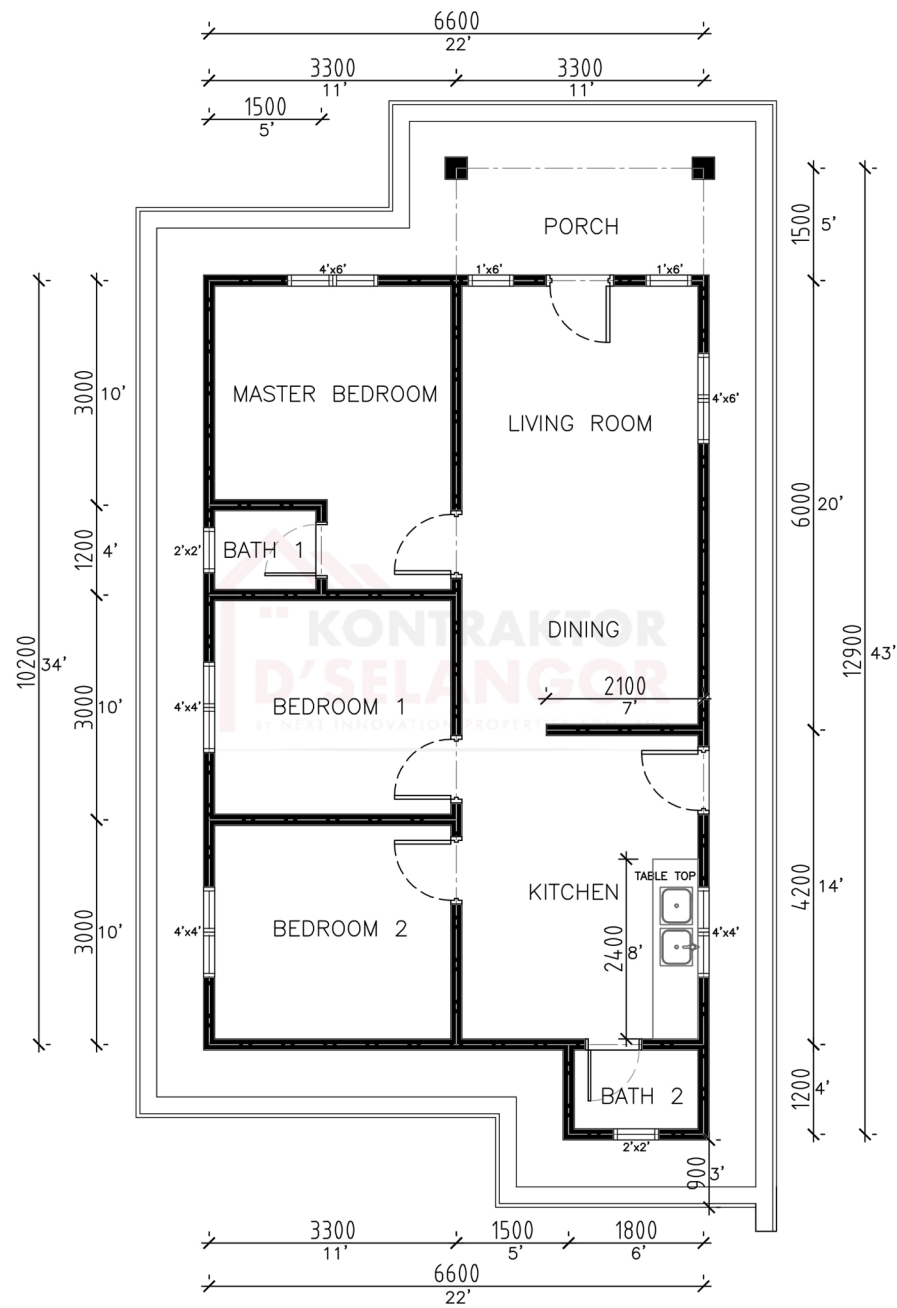 6600
22'
3300
11'
3300
11'
1500
5'
PORCH
1500
5'
4'x6'
1'x6'
1'x6'
MASTER BEDROOM
LIVING ROOM
4'x6'
3000
10'
6000
20'
2'x2'
BATH 1
1200
4'
KONTRAKTOR
D'SELANGOR
DINING
2100
7'
10200
34'
12900
43'
4'x4'
BEDROOM 1
3000
10'
BY NEXT INNOVATION PROPERTI
KITCHEN
TABLE TOP
2400
8'
4200
14'
4'x4'
4'x4'
BEDROOM 2
3000
10'
BATH 2
1200
4'
2'x2'
900
3'
3300
11'
1500
5'
1800
6'
6600
22'